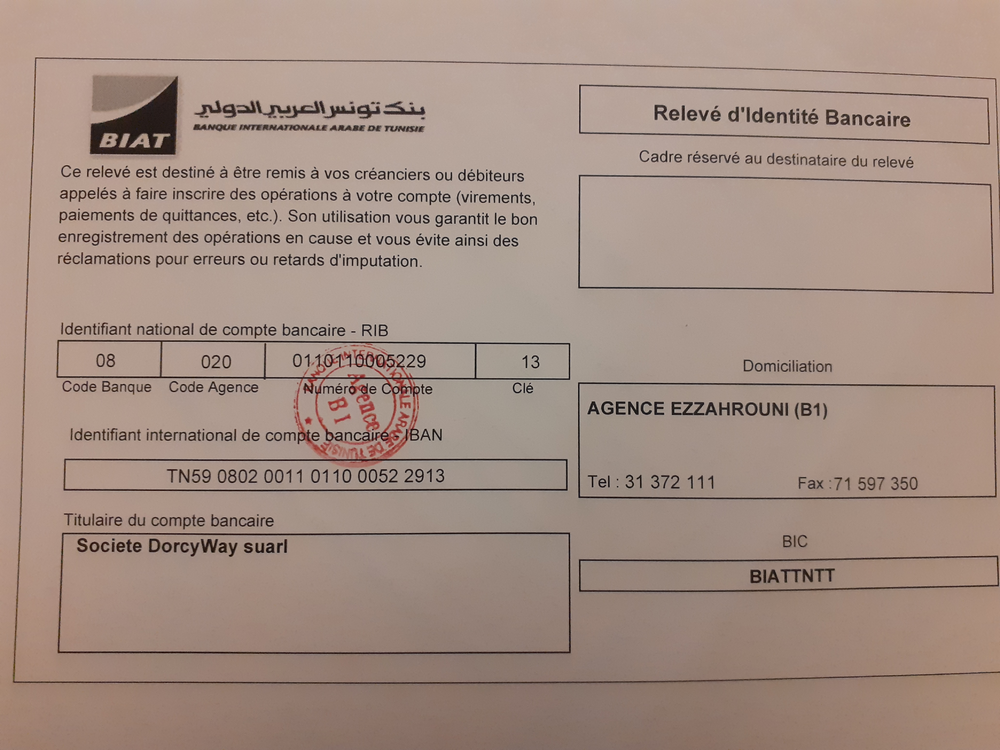 BIAT
بنك تونس العربي الدولي
BANQUE INTERNATIONALE ARABE DE TUNISIE
Relevé d'Identité Bancaire
Cadre réservé au destinataire du relevé
Ce relevé est destiné à être remis à vos créanciers ou débiteurs
appelés à faire inscrire des opérations à votre compte (virements,
paiements de quittances, etc.). Son utilisation vous garantit le bon
enregistrement des opérations en cause et vous évite ainsi des
réclamations pour erreurs ou retards d'imputation.
Identifiant national de compte bancaire - RIB
08 020 0110110005229 13
Code Banque Code Agence Numéro de Compte Clé
BANQUE INTERNATIONALE ARABE DE TUNISIE
Agence
B1
Identifiant international de compte bancaire - IBAN
TN59 0802 0011 0110 0052 2913
Titulaire du compte bancaire
Societe DorcyWay suarl
Domiciliation
AGENCE EZZAHROUNI (B1)
Tel : 31 372 111 Fax :71 597 350
BIC
BIATTNTT